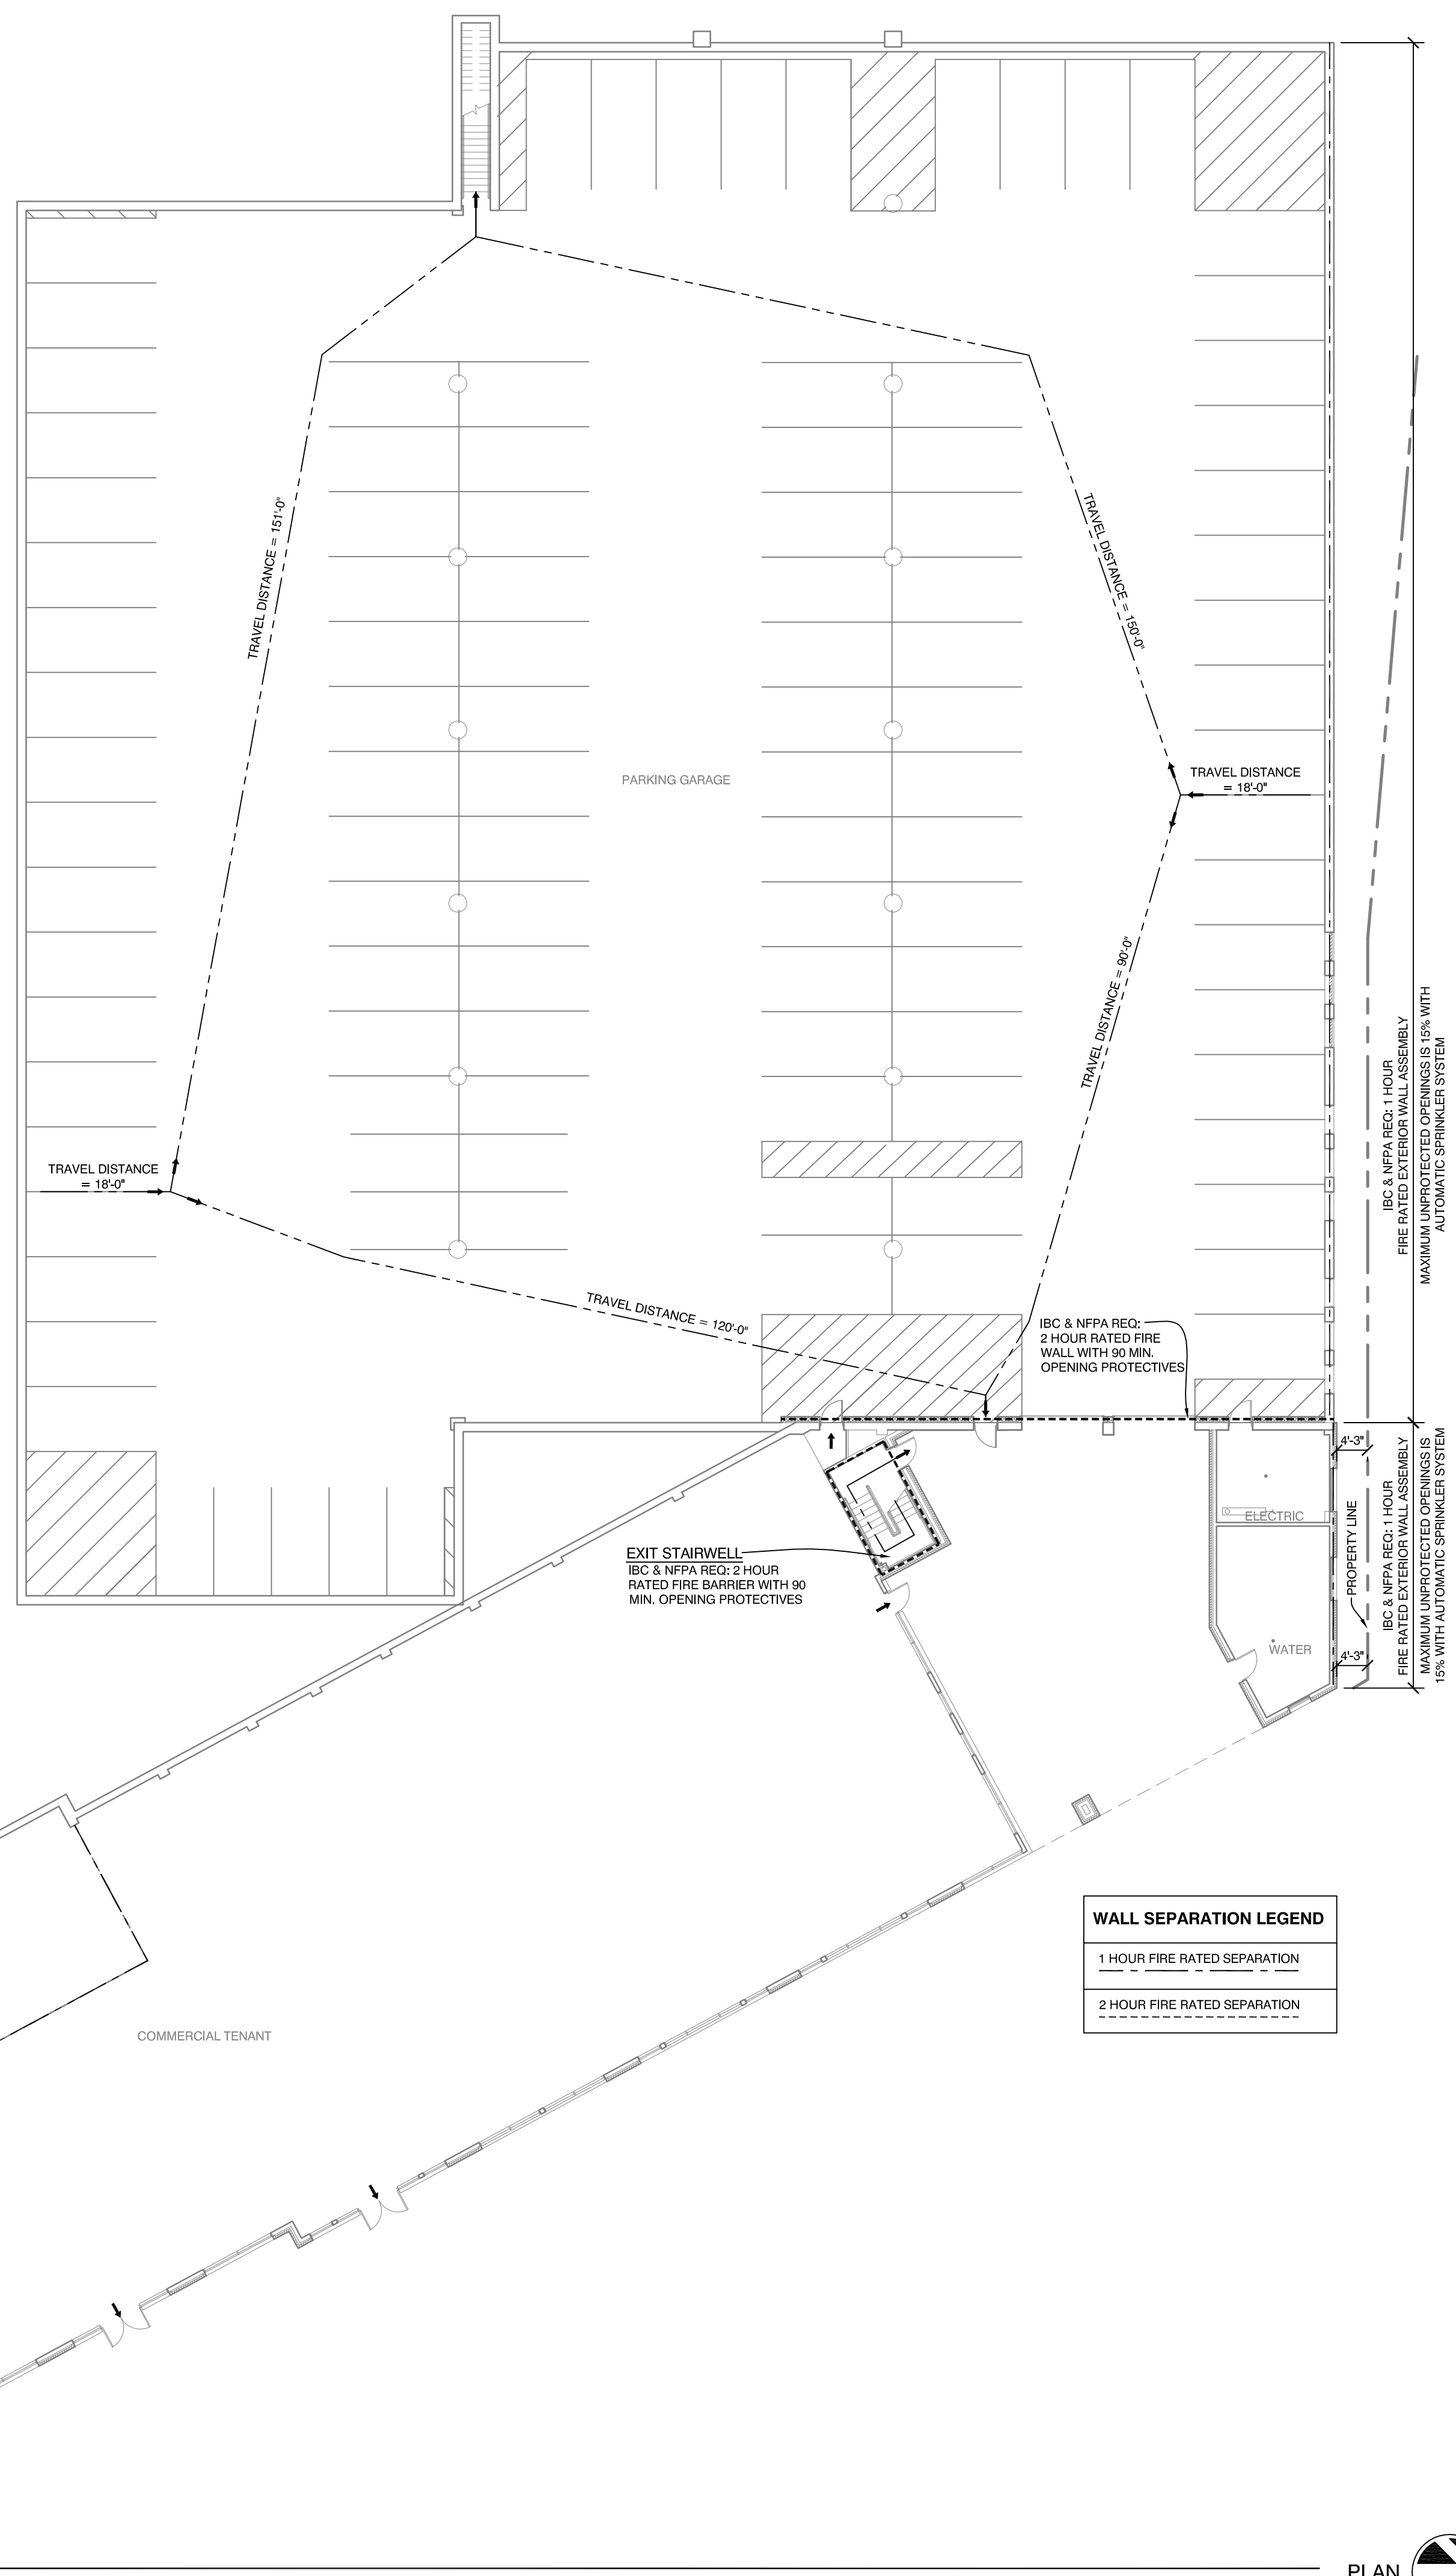 TRAVEL DISTANCE = 151'-0"
TRAVEL DISTANCE = 150'-0"
PARKING GARAGE
TRAVEL DISTANCE
= 18'-0"
TRAVEL DISTANCE = 90'-0"
TRAVEL DISTANCE
= 18'-0"
TRAVEL DISTANCE = 120'-0"
IBC & NFPA REQ:
2 HOUR RATED FIRE
WALL WITH 90 MIN.
OPENING PROTECTIVES
IBC & NFPA REQ: 1 HOUR
FIRE RATED EXTERIOR WALL ASSEMBLY
MAXIMUM UNPROTECTED OPENINGS IS 15% WITH
AUTOMATIC SPRINKLER SYSTEM
4'-3"
ELECTRIC
EXIT STAIRWELL
IBC & NFPA REQ: 2 HOUR
RATED FIRE BARRIER WITH 90
MIN. OPENING PROTECTIVES
PROPERTY LINE
IBC & NFPA REQ: 1 HOUR
FIRE RATED EXTERIOR WALL ASSEMBLY
MAXIMUM UNPROTECTED OPENINGS IS
15% WITH AUTOMATIC SPRINKLER SYSTEM
WATER
4'-3"
WALL SEPARATION LEGEND
1 HOUR FIRE RATED SEPARATION
2 HOUR FIRE RATED SEPARATION
COMMERCIAL TENANT
PLAN